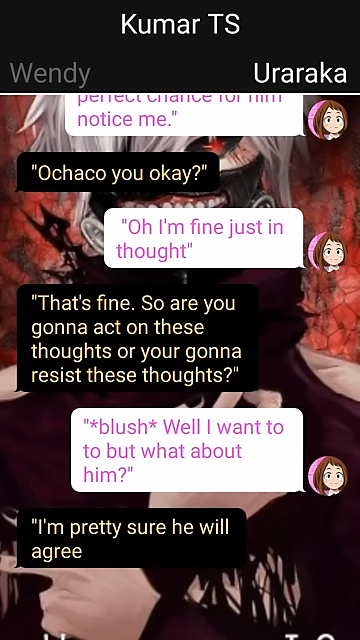 Kumar TS
Wendy
Uraraka
perfect chance for him
notice me."
"Ochaco you okay?"
"Oh I'm fine just in
thought"
"That's fine. So are you
gonna act on these
thoughts or your gonna
resist these thoughts?"
"*blush* Well I want to
to but what about
him?"
"I'm pretty sure he will
agree